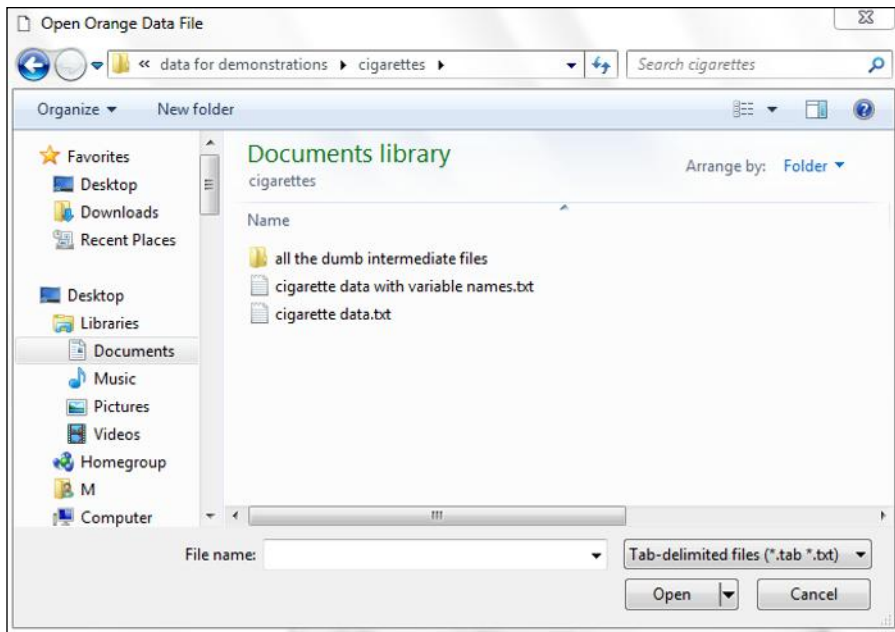 Open Orange Data File
« data for demonstrations cigarettes
Search cigarettes
Organize
New folder
Favorites
Desktop
Downloads
Recent Places
Desktop
Libraries
Documents
Music
Pictures
Videos
Homegroup
M
Computer
Documents library
cigarettes
Arrange by: Folder
Name
all the dumb intermediate files
cigarette data with variable names.txt
cigarette data.txt
File name:
Tab-delimited files (*.tab *.txt)
Open
Cancel